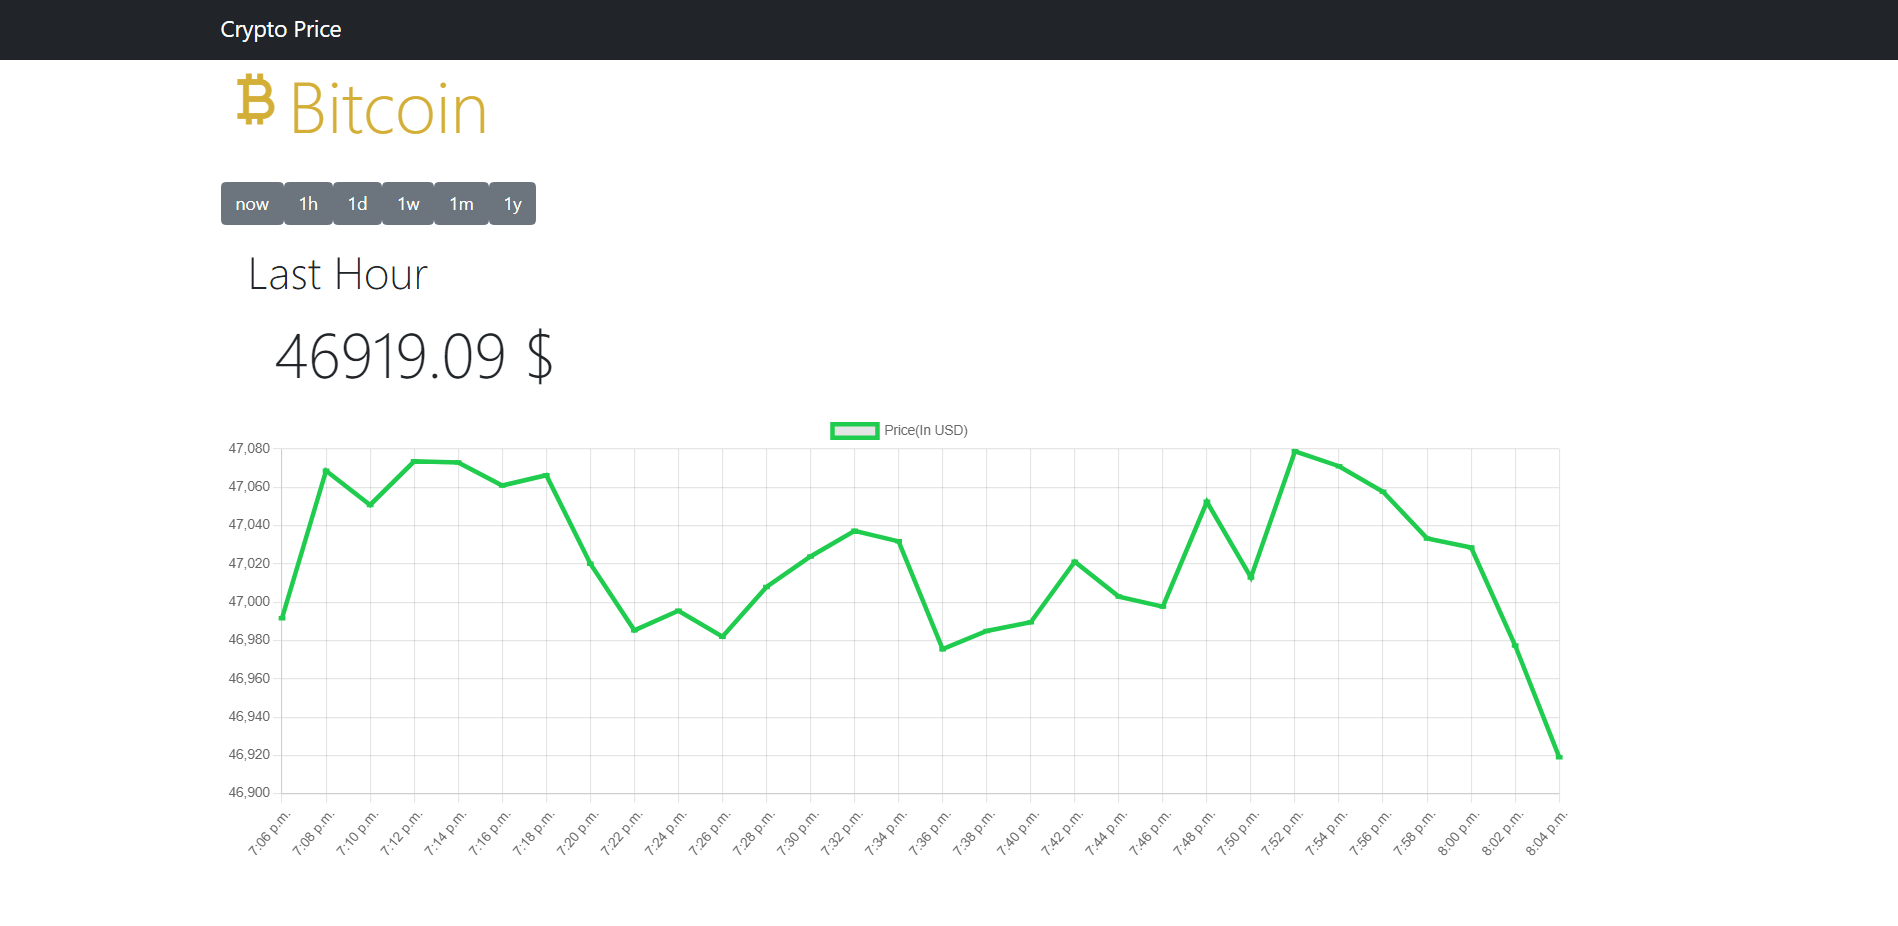 Crypto Price
Bitcoin
now 1h 1d 1w 1m 1y
Last Hour
46919.09 $
Price(In USD)
47,080
47,060
47,040
47,020
47,000
46,980
46,960
46,940
46,920
46,900
7:06 p.m. 7:08 p.m. 7:10 p.m. 7:12 p.m. 7:14 p.m. 7:16 p.m. 7:18 p.m. 7:20 p.m. 7:22 p.m. 7:24 p.m. 7:26 p.m. 7:28 p.m. 7:30 p.m. 7:32 p.m. 7:34 p.m. 7:36 p.m. 7:38 p.m. 7:40 p.m. 7:42 p.m. 7:44 p.m. 7:46 p.m. 7:48 p.m. 7:50 p.m. 7:52 p.m. 7:54 p.m. 7:56 p.m. 7:58 p.m. 8:00 p.m. 8:02 p.m. 8:04 p.m.